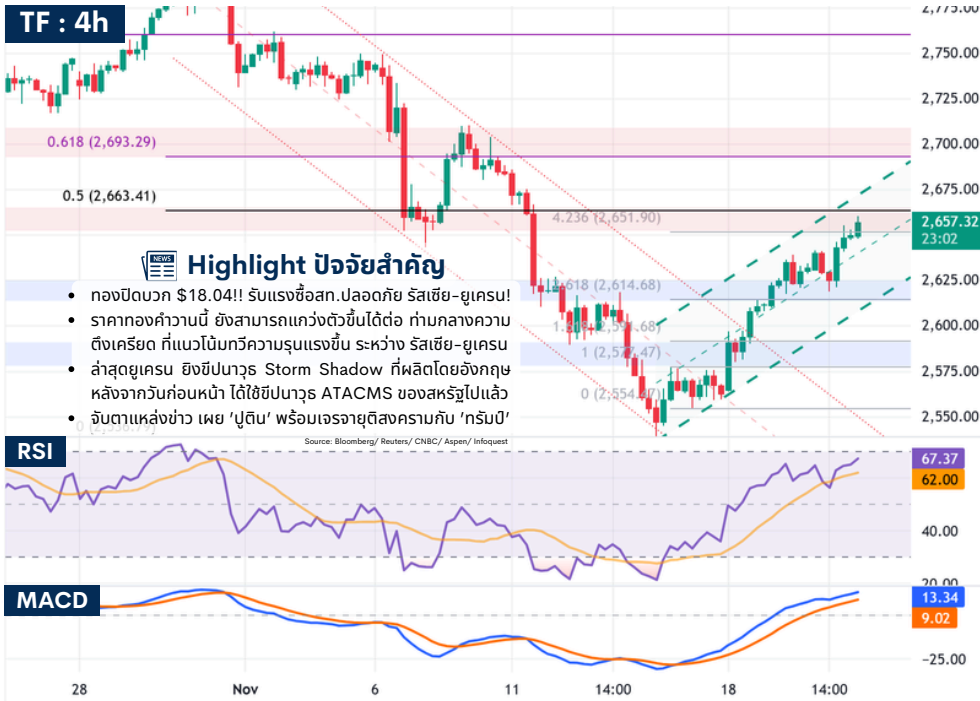 TF : 4h
2,775.00
2,750.00
2,725.00
0.618 (2,693.29)
2,700.00
0.5 (2,663.41)
2,675.00
4.236 (2,651.90)
2,657.32
23:02
NEWS
Highlight ปัจจัยสำคัญ
2,625.00
• ทองปิดบวก $18.04!! รับแรงซื้อสท.ปลอดภัย รัสเซีย-ยูเครน!
2.618 (2,614.68)
• ราคาทองคำวานนี้ ยังสามารถแกว่งตัวขึ้นได้ต่อ ท่ามกลางความ
2,600.00
ตึงเครียด ที่แนวโน้มทวีความรุนแรงขึ้น ระหว่าง รัสเซีย-ยูเครน
1 (2,577.47)
2,575.00
• ล่าสุดยูเครน ยิงขีปนาวุธ Storm Shadow ที่ผลิตโดยอังกฤษ
หลังจากวันก่อนหน้า ได้ใช้ขีปนาวุธ ATACMS ของสหรัฐไปแล้ว
• จับตาแหล่งข่าว เผย 'ปูติน' พร้อมเจรจายุติสงครามกับ 'ทรัมป์'
2,550.00
Source: Bloomberg/ Reuters/ CNBC/ Aspen/ Infoquest
RSI
67.37
62.00
40.00
20.00
MACD
13.34
9.02
−25.00
28 Nov 6 11 14:00 18 14:00